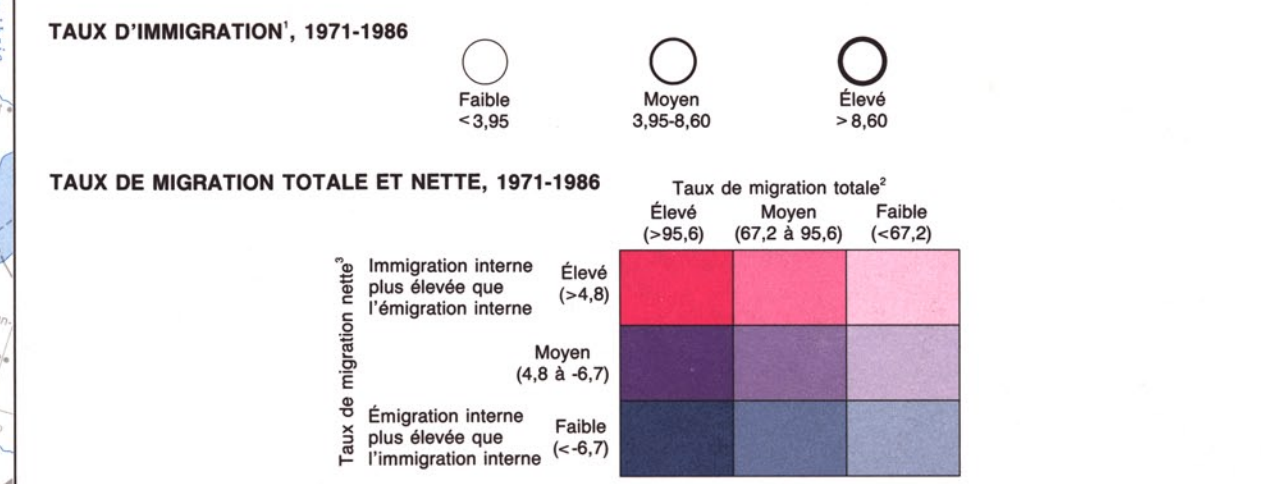 TAUX D'IMMIGRATION¹, 1971-1986
Faible
<3,95
Moyen
3,95-8,60
Élevé
>8,60
TAUX DE MIGRATION TOTALE ET NETTE, 1971-1986
Taux de migration totale²
Élevé
(>95,6)
Moyen
(67,2 à 95,6)
Faible
(<67,2)
Taux de migration nette³
Immigration interne
plus élevée que
l'émigration interne
Élevé
(>4,8)
Moyen
(4,8 à -6,7)
Émigration interne
plus élevée que
l'immigration interne
Faible
(<-6,7)